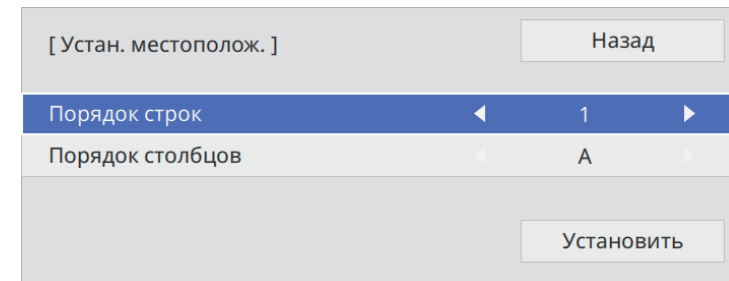 [ Устан. местополож. ]
Назад
Порядок строк
1
Порядок столбцов
A
Установить